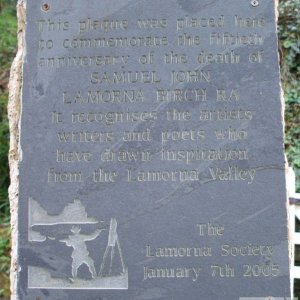 This plaque was placed here
to commemorate the fiftieth
anniversary of the death of
SAMUEL JOHN
LAMORNA BIRCH RA
It recognises the artists
writers and poets who
have drawn inspiration
from the Lamorna Valley
The
Lamorna Society
January 7th 2005